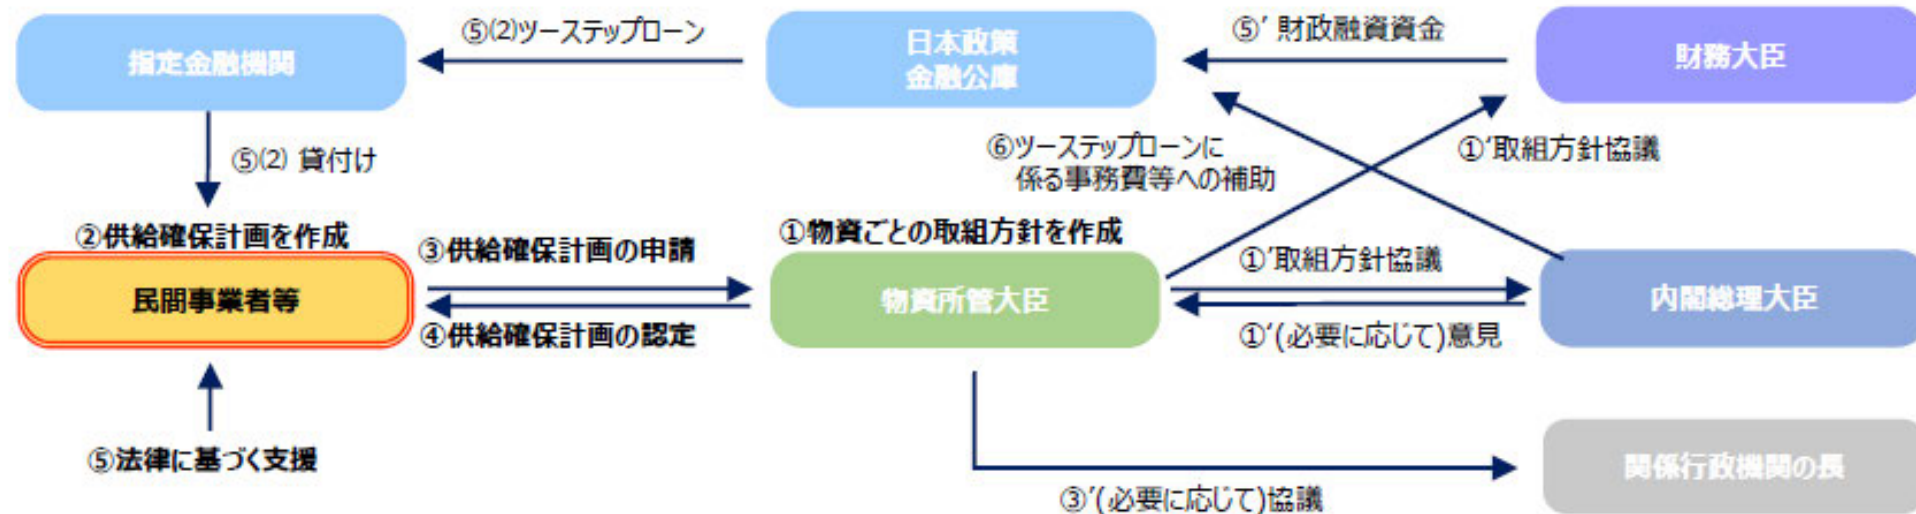 ⑤⑵ツーステップローン
⑤′ 財政融資資金
指定金融機関
日本政策
金融公庫
財務大臣
⑤⑵ 貸付け
⑥ツーステップローンに
係る事務費等への補助
①′取組方針協議
②供給確保計画を作成
③供給確保計画の申請
①物資ごとの取組方針を作成
①′取組方針協議
民間事業者等
物資所管大臣
内閣総理大臣
④供給確保計画の認定
①′(必要に応じて)意見
⑤法律に基づく支援
関係行政機関の長
③′(必要に応じて)協議